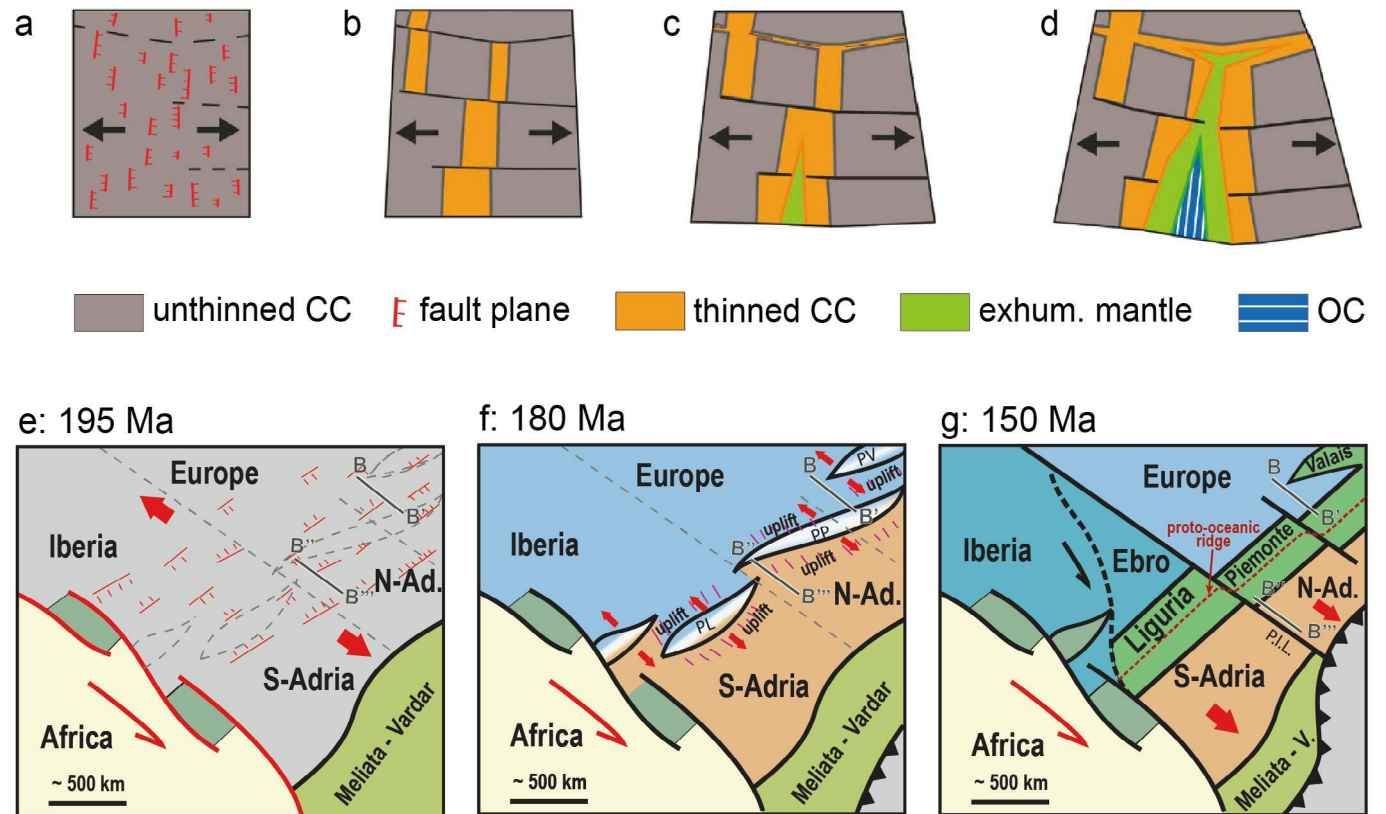 a
b
c
d
unthinned CC
fault plane
thinned CC
exhum. mantle
OC
e: 195 Ma
Europe
B
B'
Iberia
B''
B'''
N-Ad.
S-Adria
Africa
Meliata - Vardar
~ 500 km
f: 180 Ma
Europe
B
PV
uplift
B'
uplift
PP
Iberia
B''
uplift
B'''
N-Ad.
uplift
PL
uplift
S-Adria
Africa
Meliata - Vardar
~ 500 km
g: 150 Ma
Valais
Europe
B
B'
proto-oceanic
ridge
Iberia
Ebro
Piemonte
B''
N-Ad.
Liguria
B'''
P.I.L.
S-Adria
Africa
Meliata - V.
~ 500 km